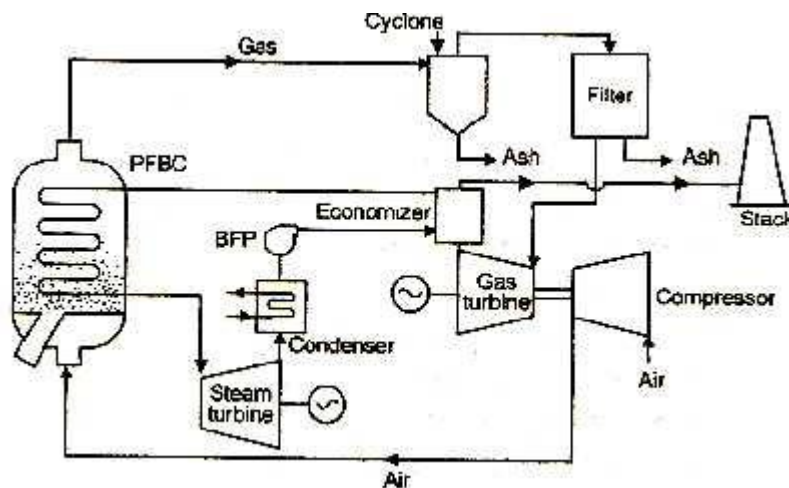 Cyclone
Gas
Filter
PFBC
Ash
Ash
Economizer
Stack
BFP
Gas
turbine
Compressor
Condenser
Air
Steam
turbine
Air